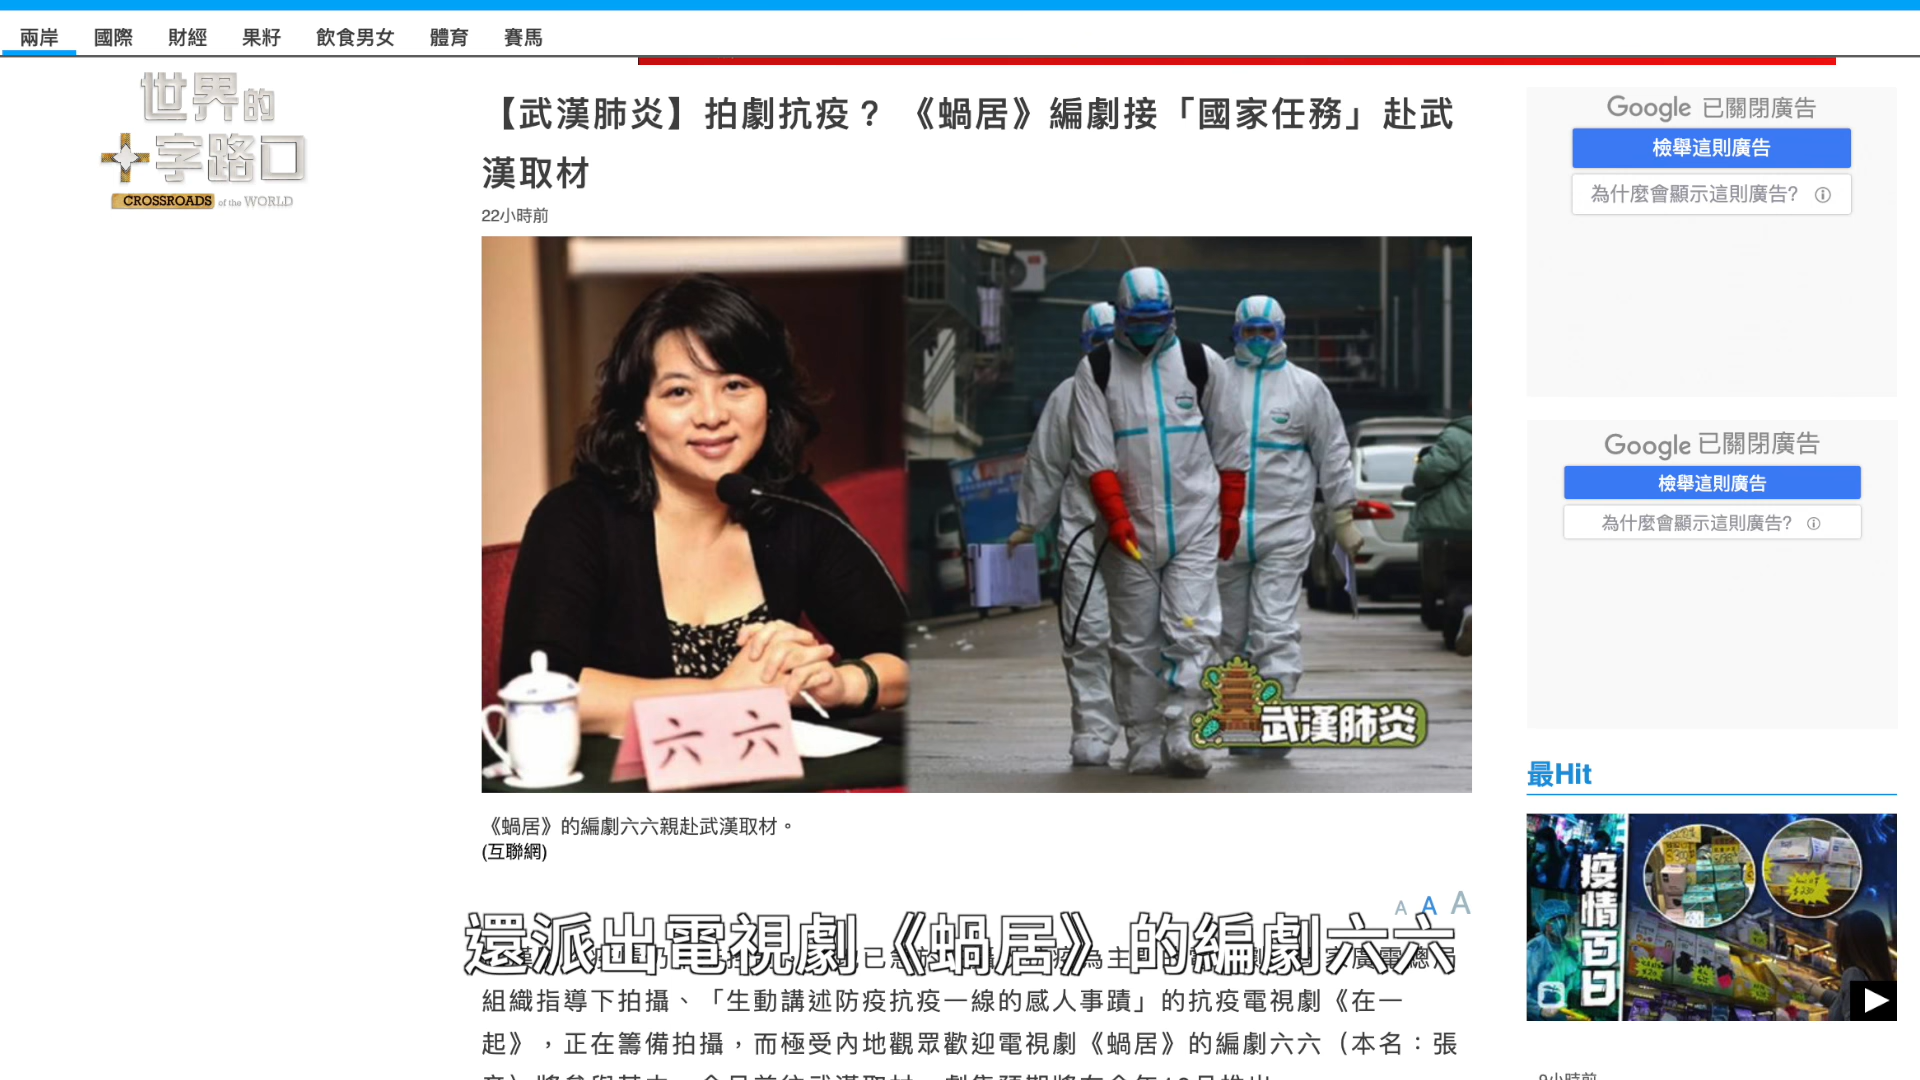 兩岸 國際 財經 果籽 飲食男女 體育 賽馬
世界的
十字路口
CROSSROADS of the WORLD
【武漢肺炎】拍劇抗疫？ 《蝸居》編劇接「國家任務」赴武
漢取材
22小時前
六六
武漢肺炎
《蝸居》的編劇六六親赴武漢取材。
(互聯網)
A A A
還派出電視劇《蝸居》的編劇六六
組織指導下拍攝、「生動講述防疫抗疫一線的感人事蹟」的抗疫電視劇《在一
起》，正在籌備拍攝，而極受內地觀眾歡迎電視劇《蝸居》的編劇六六（本名：張
Google 已關閉廣告
檢舉這則廣告
為什麼會顯示這則廣告?
Google 已關閉廣告
檢舉這則廣告
為什麼會顯示這則廣告?
最Hit
疫情百日